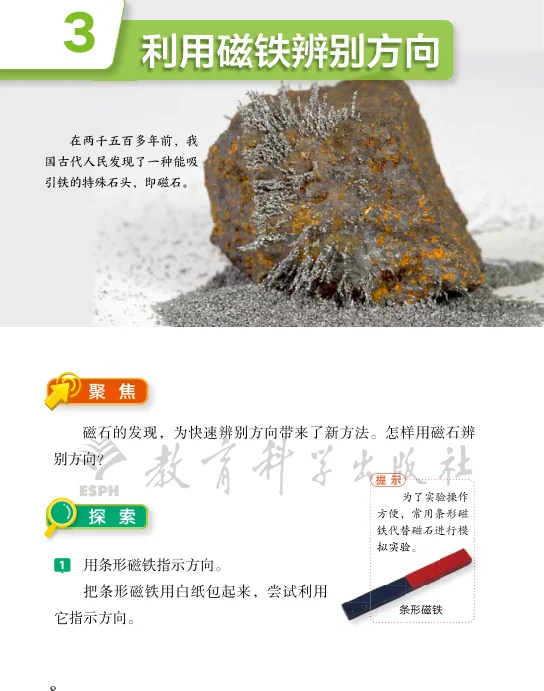 3
利用磁铁辨别方向
在两千五百多年前，我
国古代人民发现了一种能吸
引铁的特殊石头，即磁石。
聚焦
磁石的发现，为快速辨别方向带来了新方法。怎样用磁石辨
别方向？
ESPH
教育科学出版社
提示
为了实验操作
方便，常用条形磁
铁代替磁石进行模
拟实验。
条形磁铁
探索
1 用条形磁铁指示方向。
把条形磁铁用白纸包起来，尝试利用
它指示方向。
8